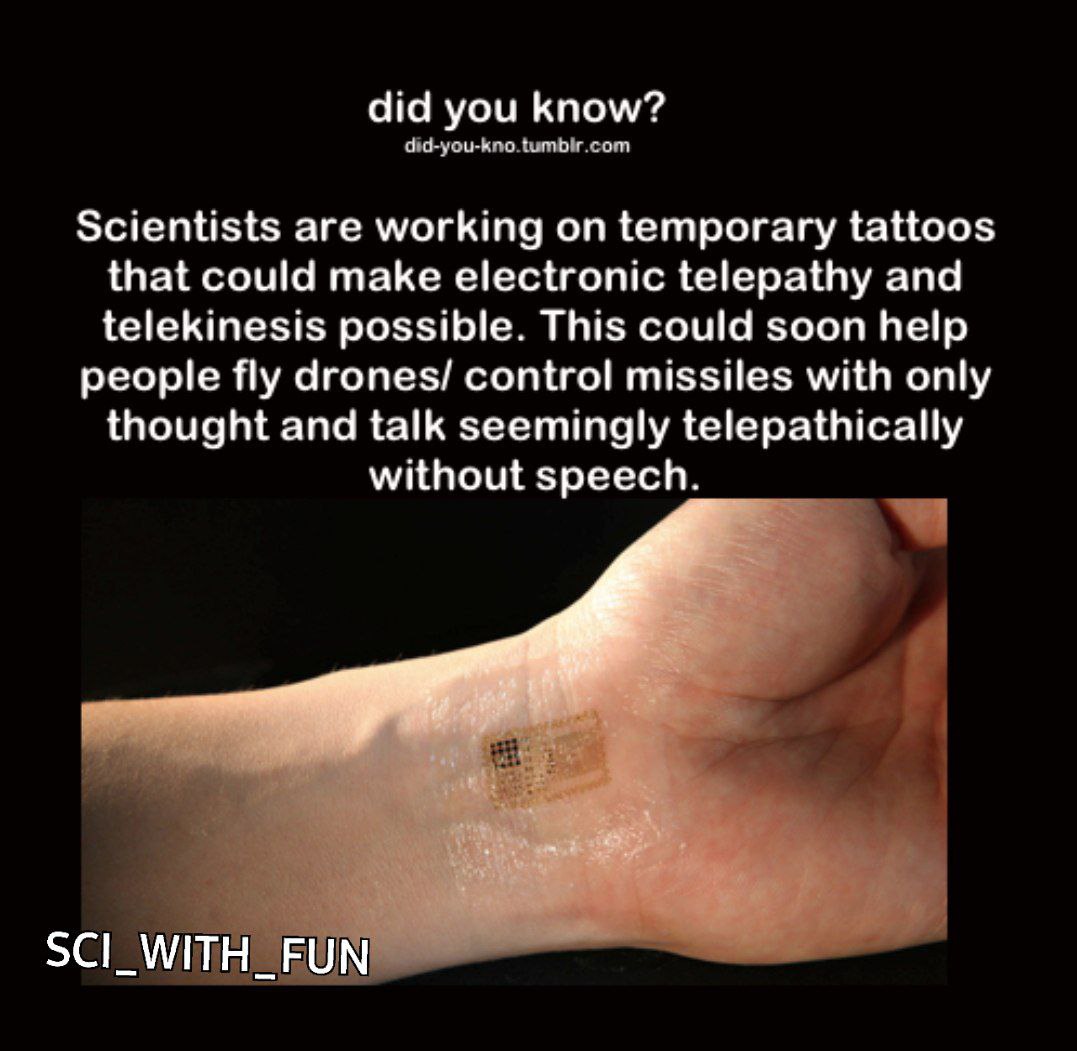 did you know?
did-you-kno.tumblr.com
Scientists are working on temporary tattoos
that could make electronic telepathy and
telekinesis possible. This could soon help
people fly drones/ control missiles with only
thought and talk seemingly telepathically
without speech.
SCI_WITH_FUN